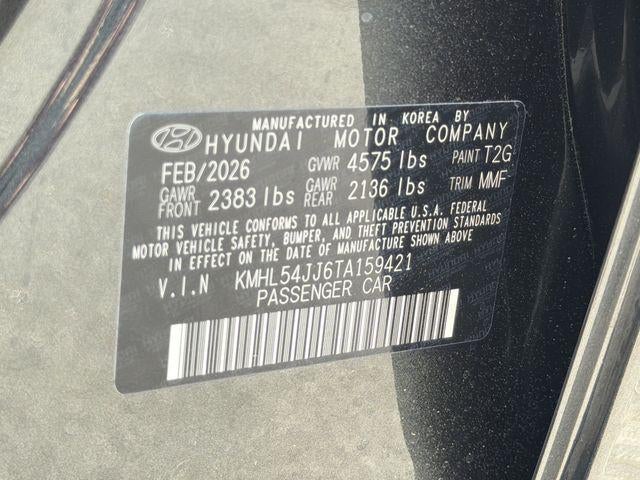 MANUFACTURED IN KOREA BY
HYUNDAI MOTOR COMPANY
FEB/2026 GVWR 4575 lbs PAINT T2G
GAWR FRONT 2383 lbs GAWR REAR 2136 lbs TRIM MMF
THIS VEHICLE CONFORMS TO ALL APPLICABLE U.S.A. FEDERAL
MOTOR VEHICLE SAFETY, BUMPER, AND THEFT PREVENTION STANDARDS
IN EFFECT ON THE DATE OF MANUFACTURE SHOWN ABOVE
V.I.N KMHL54JJ6TA159421
PASSENGER CAR